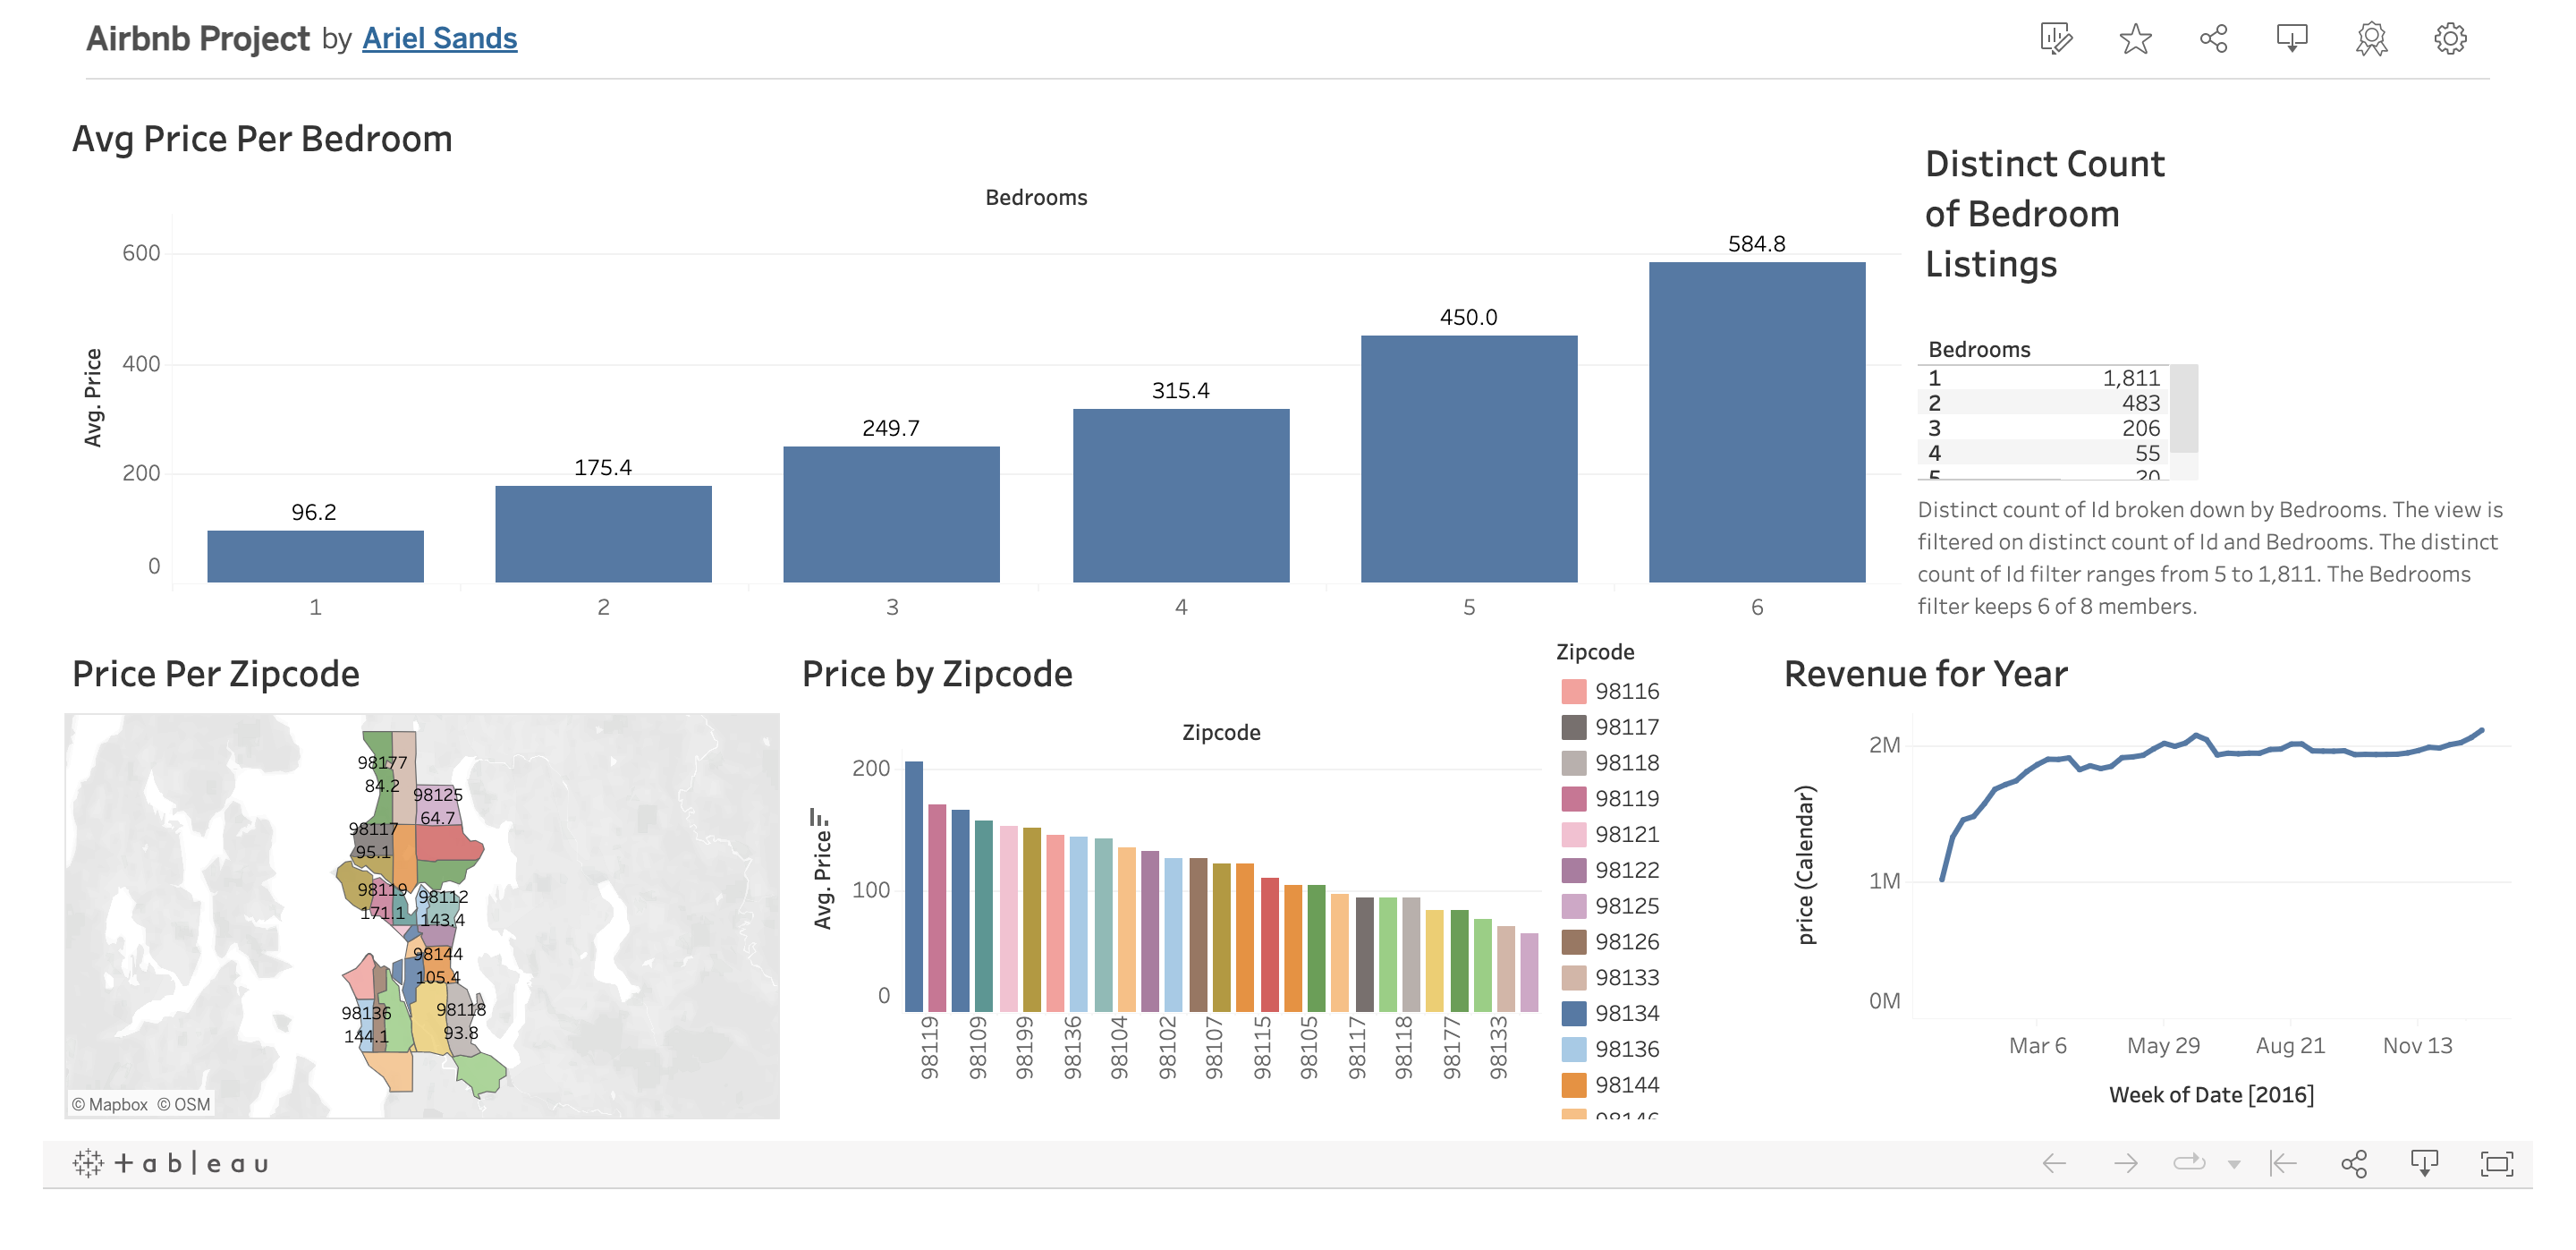 Airbnb Project by Ariel Sands
Avg Price Per Bedroom
Bedrooms
Avg. Price
600
400
200
0
96.2
175.4
249.7
315.4
450.0
584.8
1
2
3
4
5
6
Distinct Count
of Bedroom
Listings
Bedrooms
1 1,811
2 483
3 206
4 55
5 20
Distinct count of Id broken down by Bedrooms. The view is
filtered on distinct count of Id and Bedrooms. The distinct
count of Id filter ranges from 5 to 1,811. The Bedrooms
filter keeps 6 of 8 members.
Price Per Zipcode
98177
84.2
98125
64.7
98117
95.1
98119
171.1
98112
143.4
98144
105.4
98136
144.1
98118
93.8
© Mapbox © OSM
Price by Zipcode
Zipcode
Avg. Price
200
100
0
98119
98109
98199
98136
98104
98102
98107
98115
98105
98117
98118
98177
98133
Zipcode
98116
98117
98118
98119
98121
98122
98125
98126
98133
98134
98136
98144
98146
Revenue for Year
price (Calendar)
2M
1M
0M
Mar 6
May 29
Aug 21
Nov 13
Week of Date [2016]
+ableau